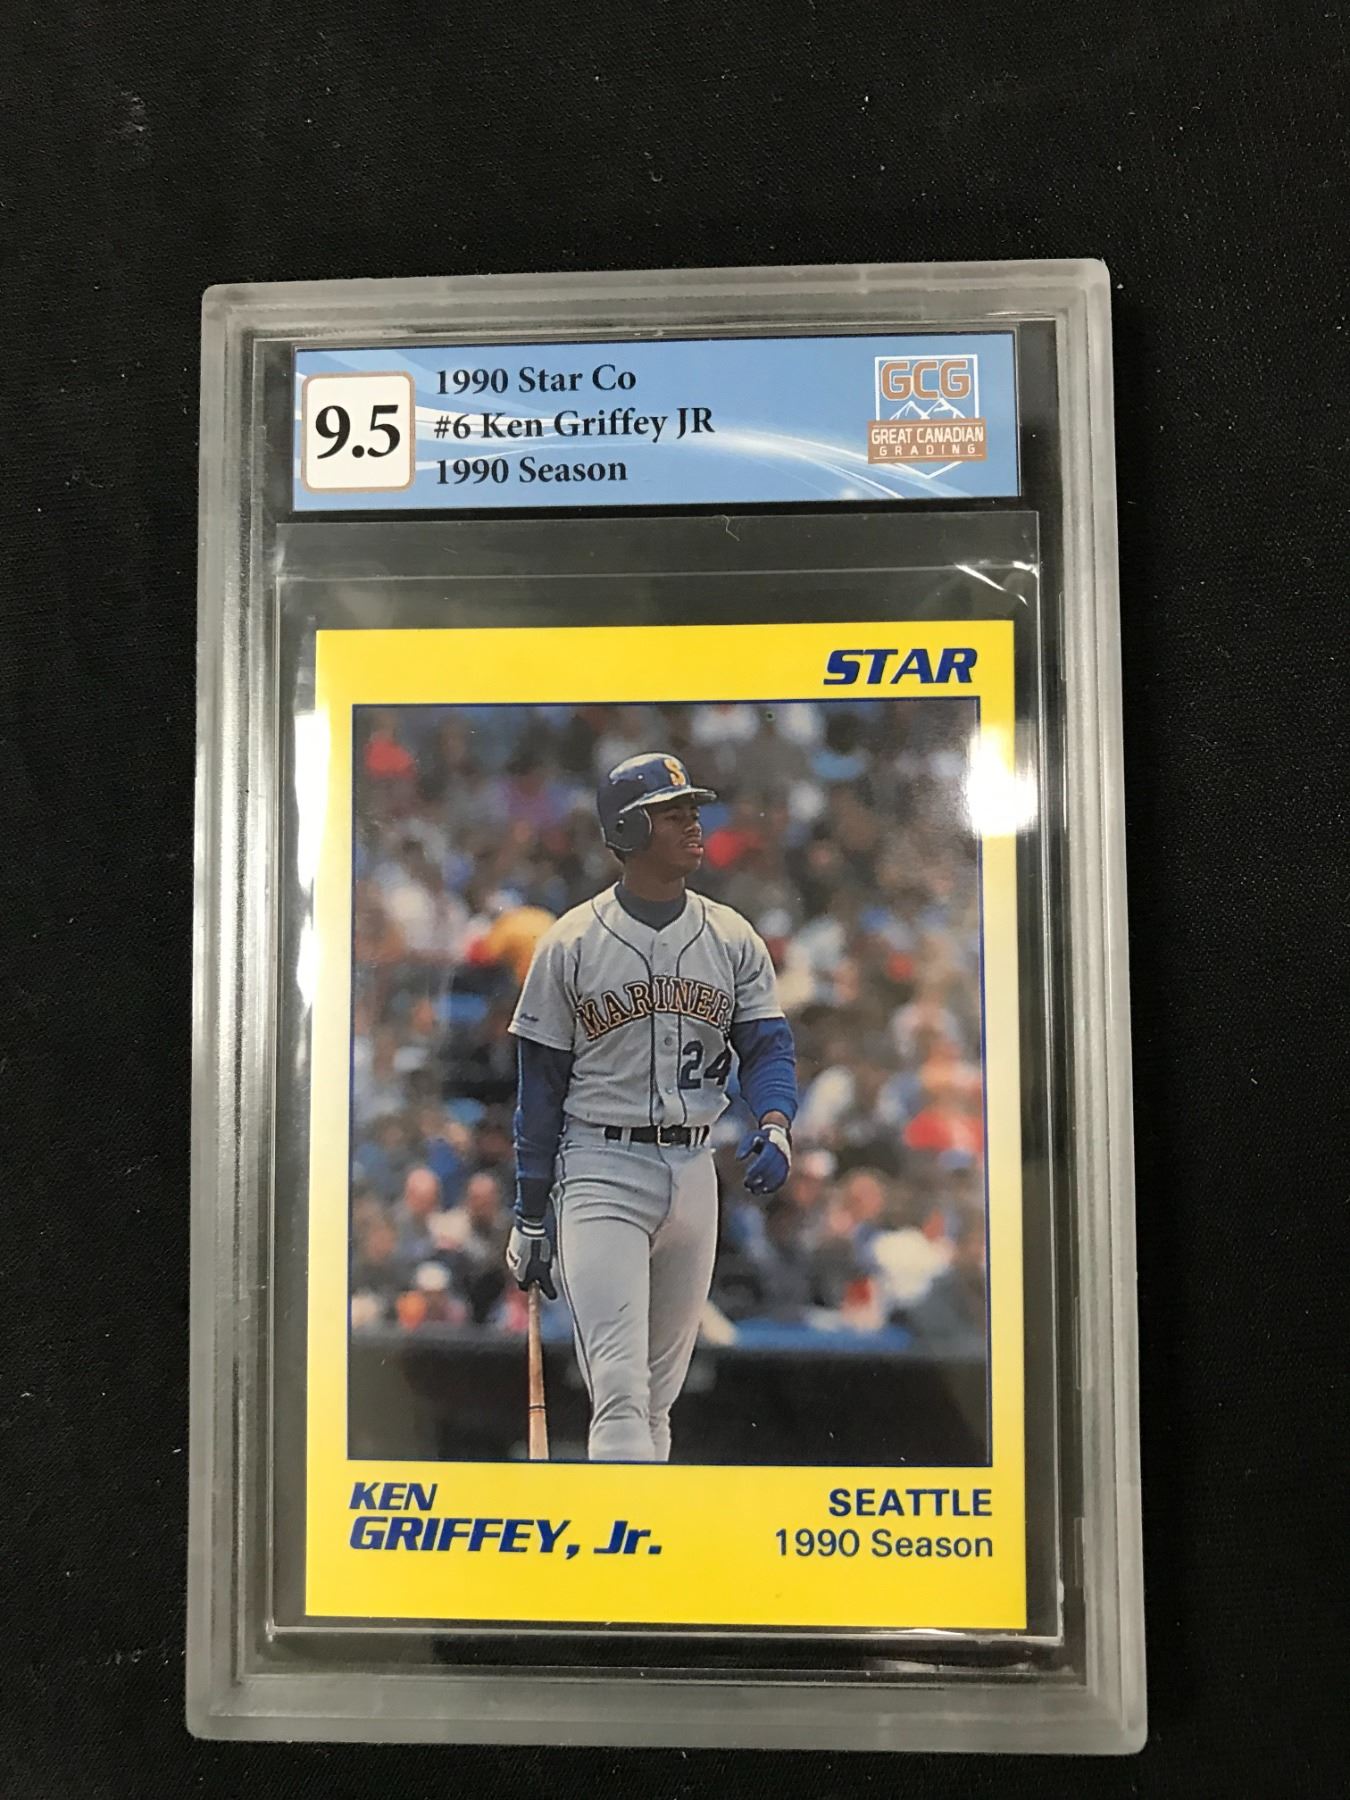 9.5
1990 Star Co
#6 Ken Griffey JR
1990 Season
GCG
GREAT CANADIAN
GRADING
STAR
S
MARINER
24
KEN
GRIFFEY, Jr.
SEATTLE
1990 Season